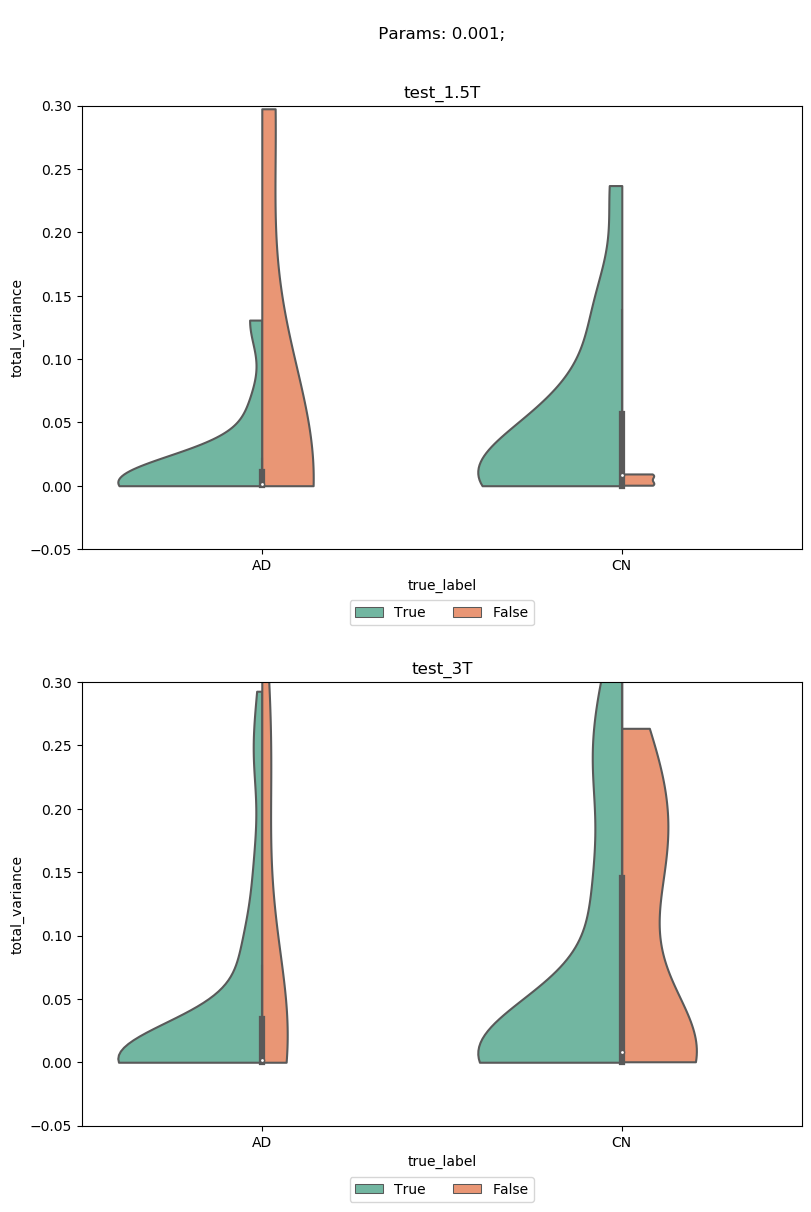 Params: 0.001;
test_1.5T
0.30
0.25
0.20
0.15
0.10
0.05
0.00
−0.05
total_variance
AD CN
true_label
True False
test_3T
0.30
0.25
0.20
0.15
0.10
0.05
0.00
−0.05
total_variance
AD CN
true_label
True False